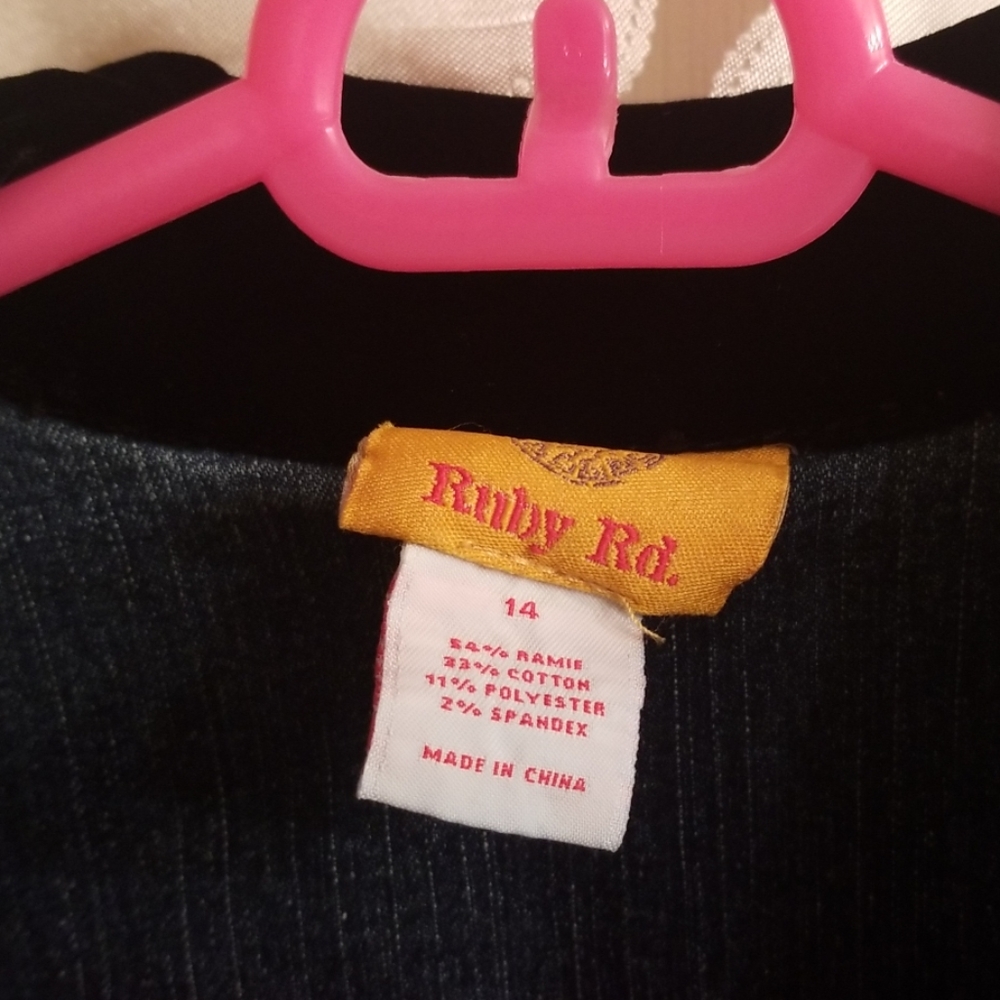 Ruby Rd.
14
54% RAMIE
33% COTTON
11% POLYESTER
2% SPANDEX
MADE IN CHINA